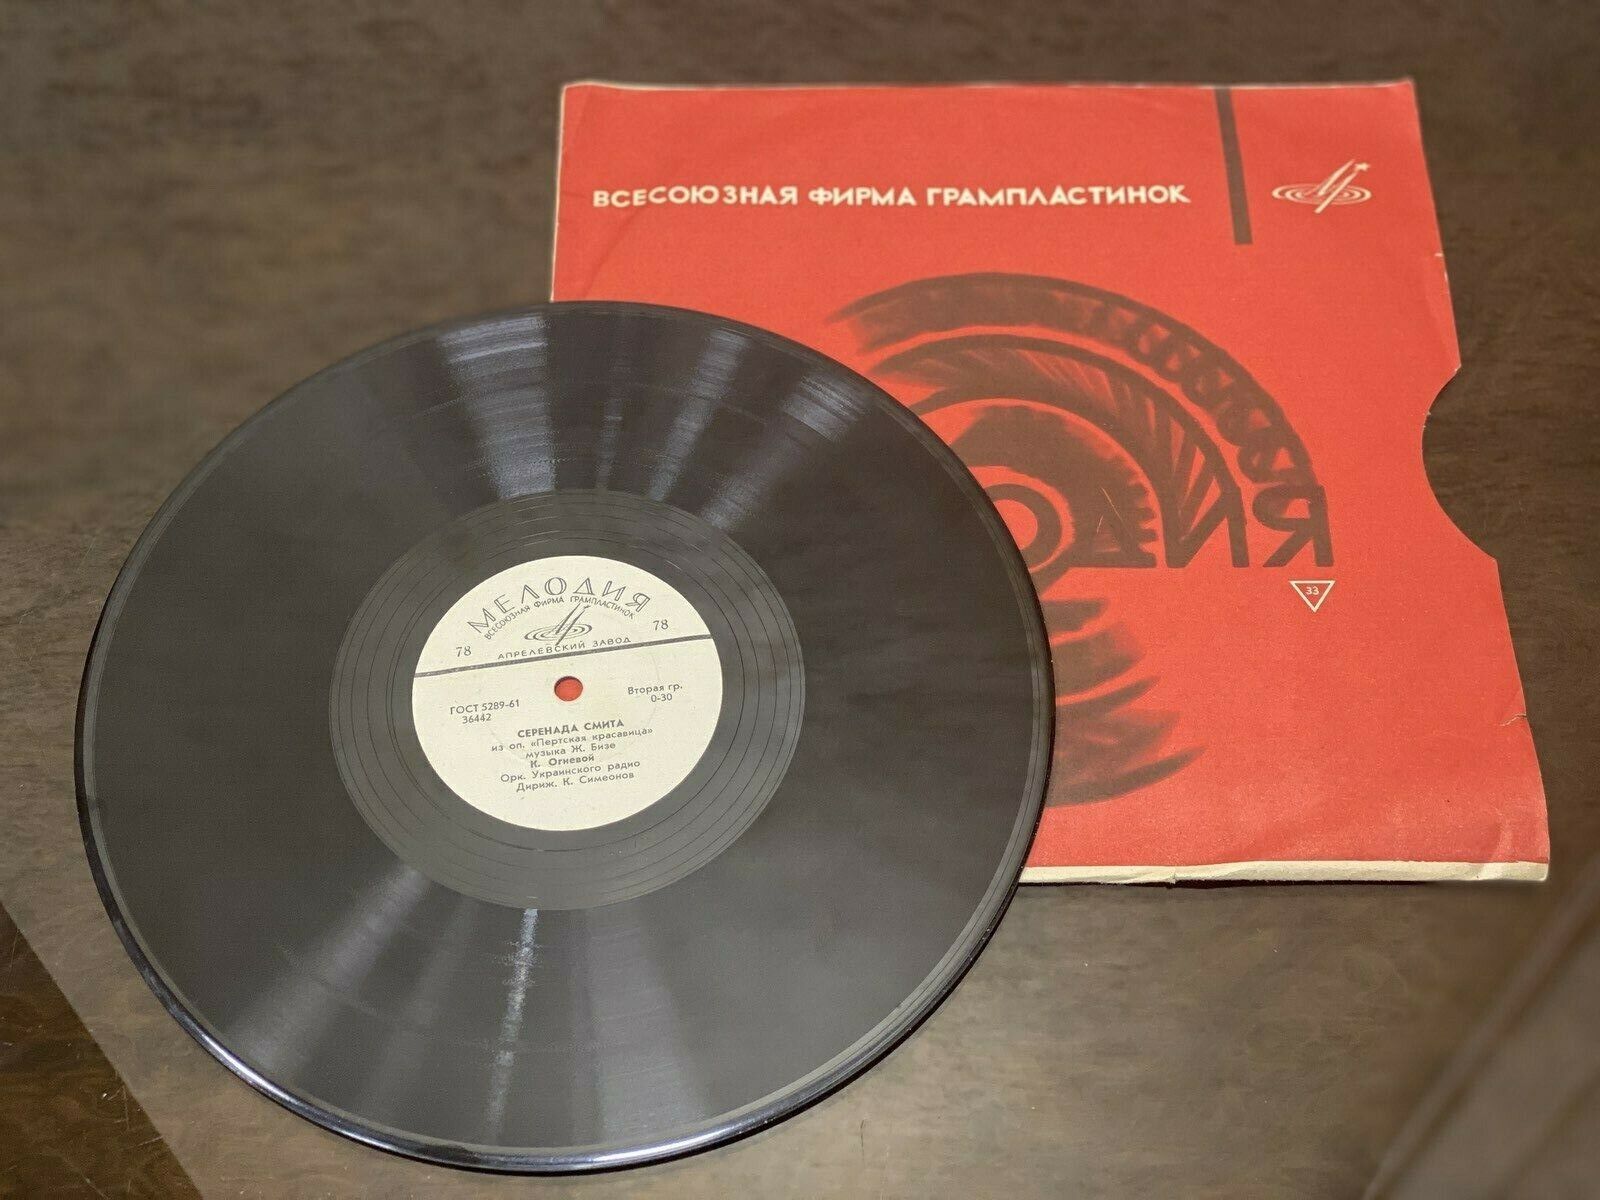 ВСЕСОЮЗНАЯ ФИРМА ГРАМПЛАСТИНОК
ОДИЯ
33
МЕЛОДИЯ
ВСЕСОЮЗНАЯ ФИРМА ГРАМПЛАСТИНОК
78 78
АПРЕЛЕВСКИЙ ЗАВОД
ГОСТ 5289-61 Вторая гр.
36442 0-30
СЕРЕНАДА СМИТА
из оп. «Пертская красавица»
музыка Ж. Бизе
К. Огневой
Орк. Украинского радио
Дириж. К. Симеонов